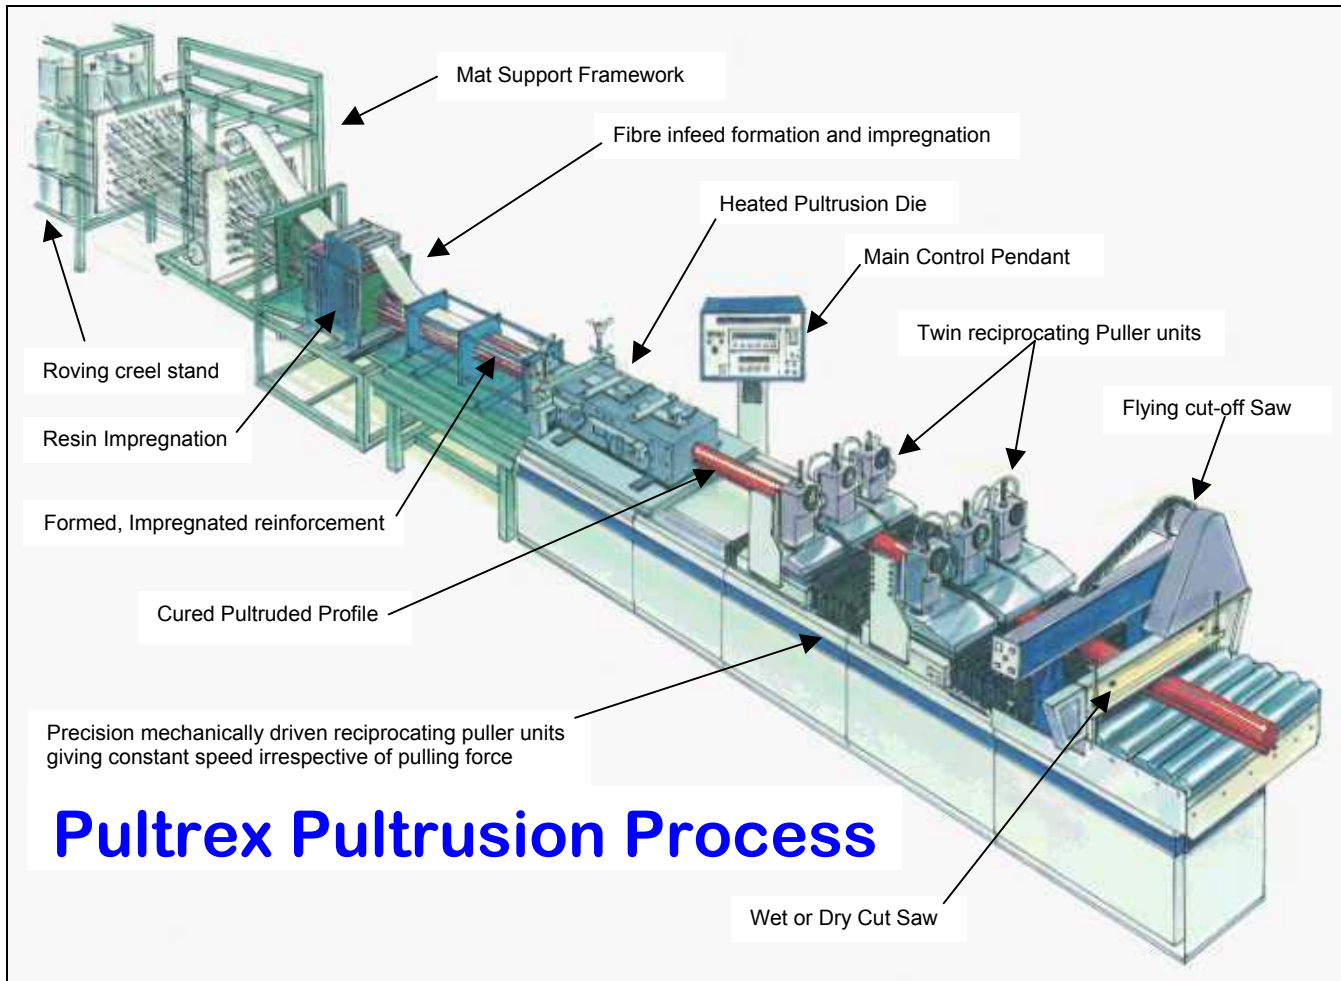 Mat Support Framework
Fibre infeed formation and impregnation
Heated Pultrusion Die
Main Control Pendant
Twin reciprocating Puller units
Flying cut-off Saw
Roving creel stand
Resin Impregnation
Formed, Impregnated reinforcement
Cured Pultruded Profile
Precision mechanically driven reciprocating puller units
giving constant speed irrespective of pulling force
Pultrex Pultrusion Process
Wet or Dry Cut Saw